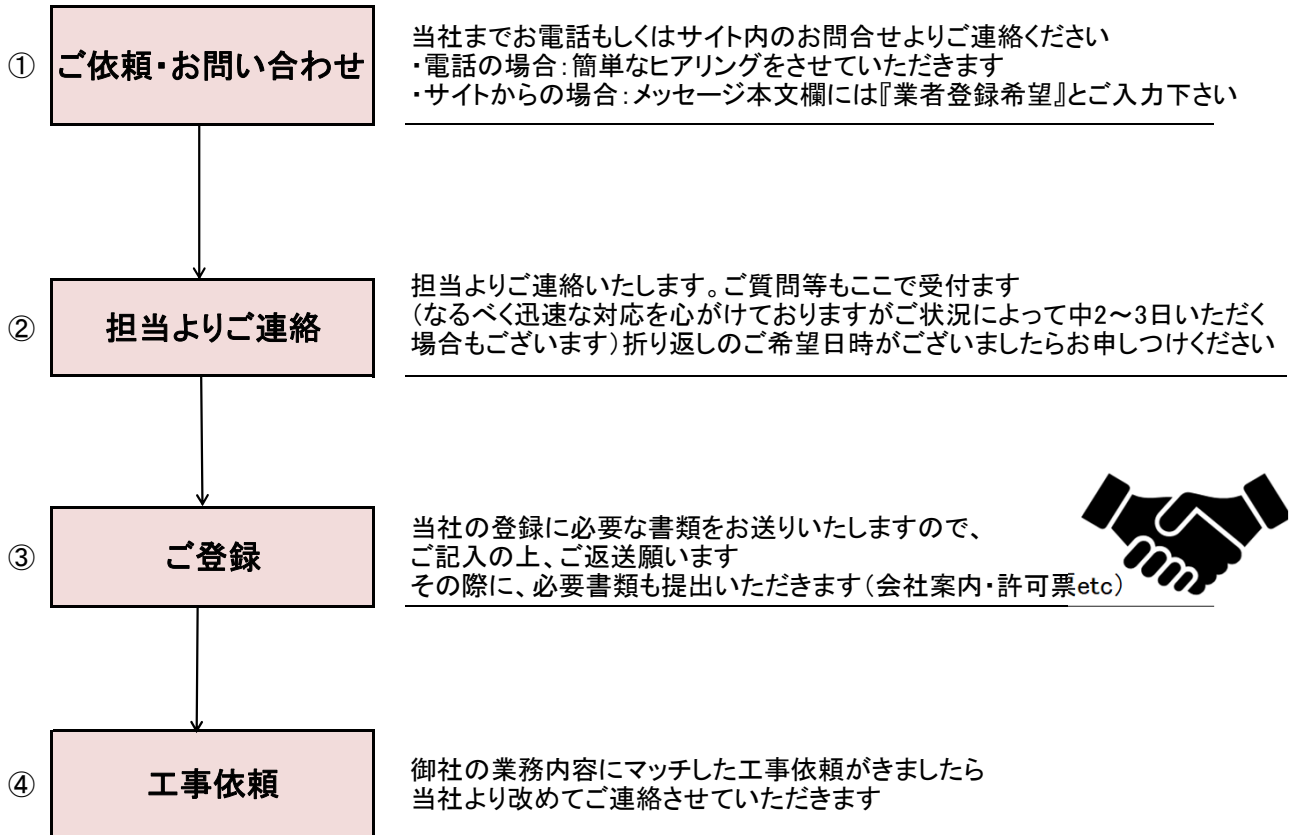 ① ご依頼・お問い合わせ
当社までお電話もしくはサイト内のお問合せよりご連絡ください
・電話の場合：簡単なヒアリングをさせていただきます
・サイトからの場合：メッセージ本文欄には『業者登録希望』とご入力下さい
② 担当よりご連絡
担当よりご連絡いたします。ご質問等もここで受付ます
（なるべく迅速な対応を心がけておりますがご状況によって中2～3日いただく
場合もございます）折り返しのご希望日時がございましたらお申しつけください
③ ご登録
当社の登録に必要な書類をお送りいたしますので、
ご記入の上、ご返送願います
その際に、必要書類も提出いただきます（会社案内・許可票etc）
④ 工事依頼
御社の業務内容にマッチした工事依頼がきましたら
当社より改めてご連絡させていただきます